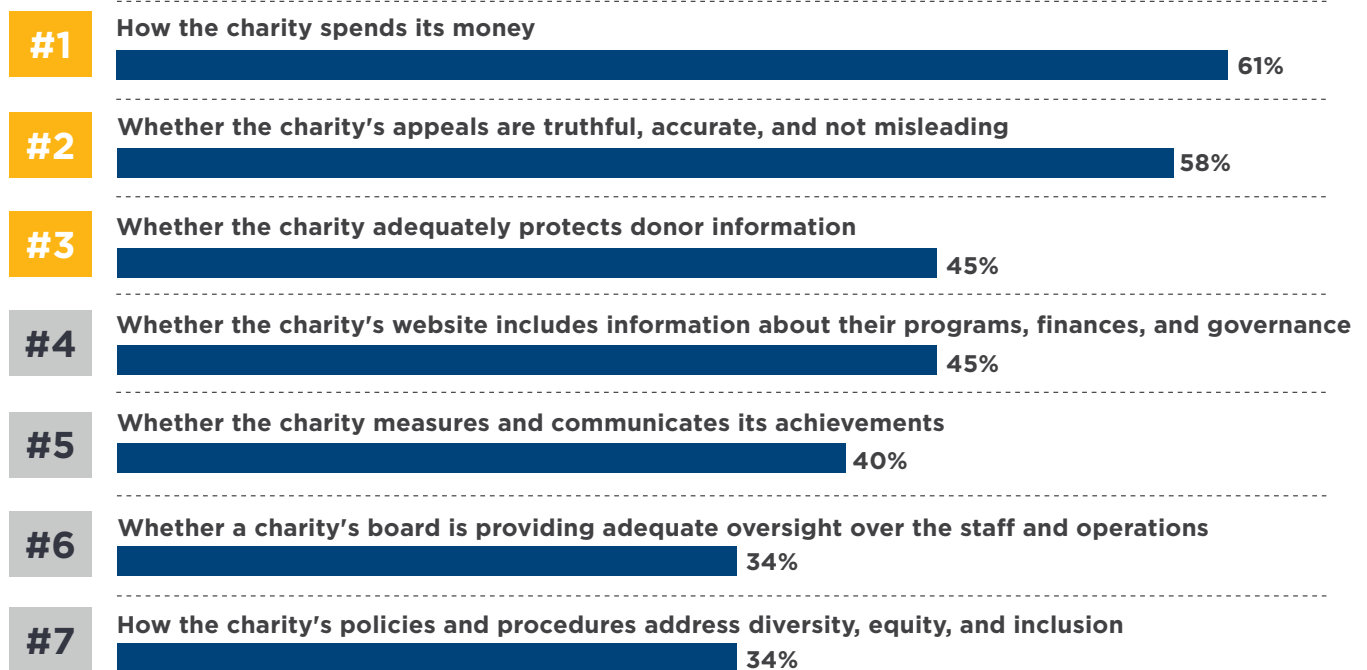 #1
How the charity spends its money
61%
#2
Whether the charity's appeals are truthful, accurate, and not misleading
58%
#3
Whether the charity adequately protects donor information
45%
#4
Whether the charity's website includes information about their programs, finances, and governance
45%
#5
Whether the charity measures and communicates its achievements
40%
#6
Whether a charity's board is providing adequate oversight over the staff and operations
34%
#7
How the charity's policies and procedures address diversity, equity, and inclusion
34%